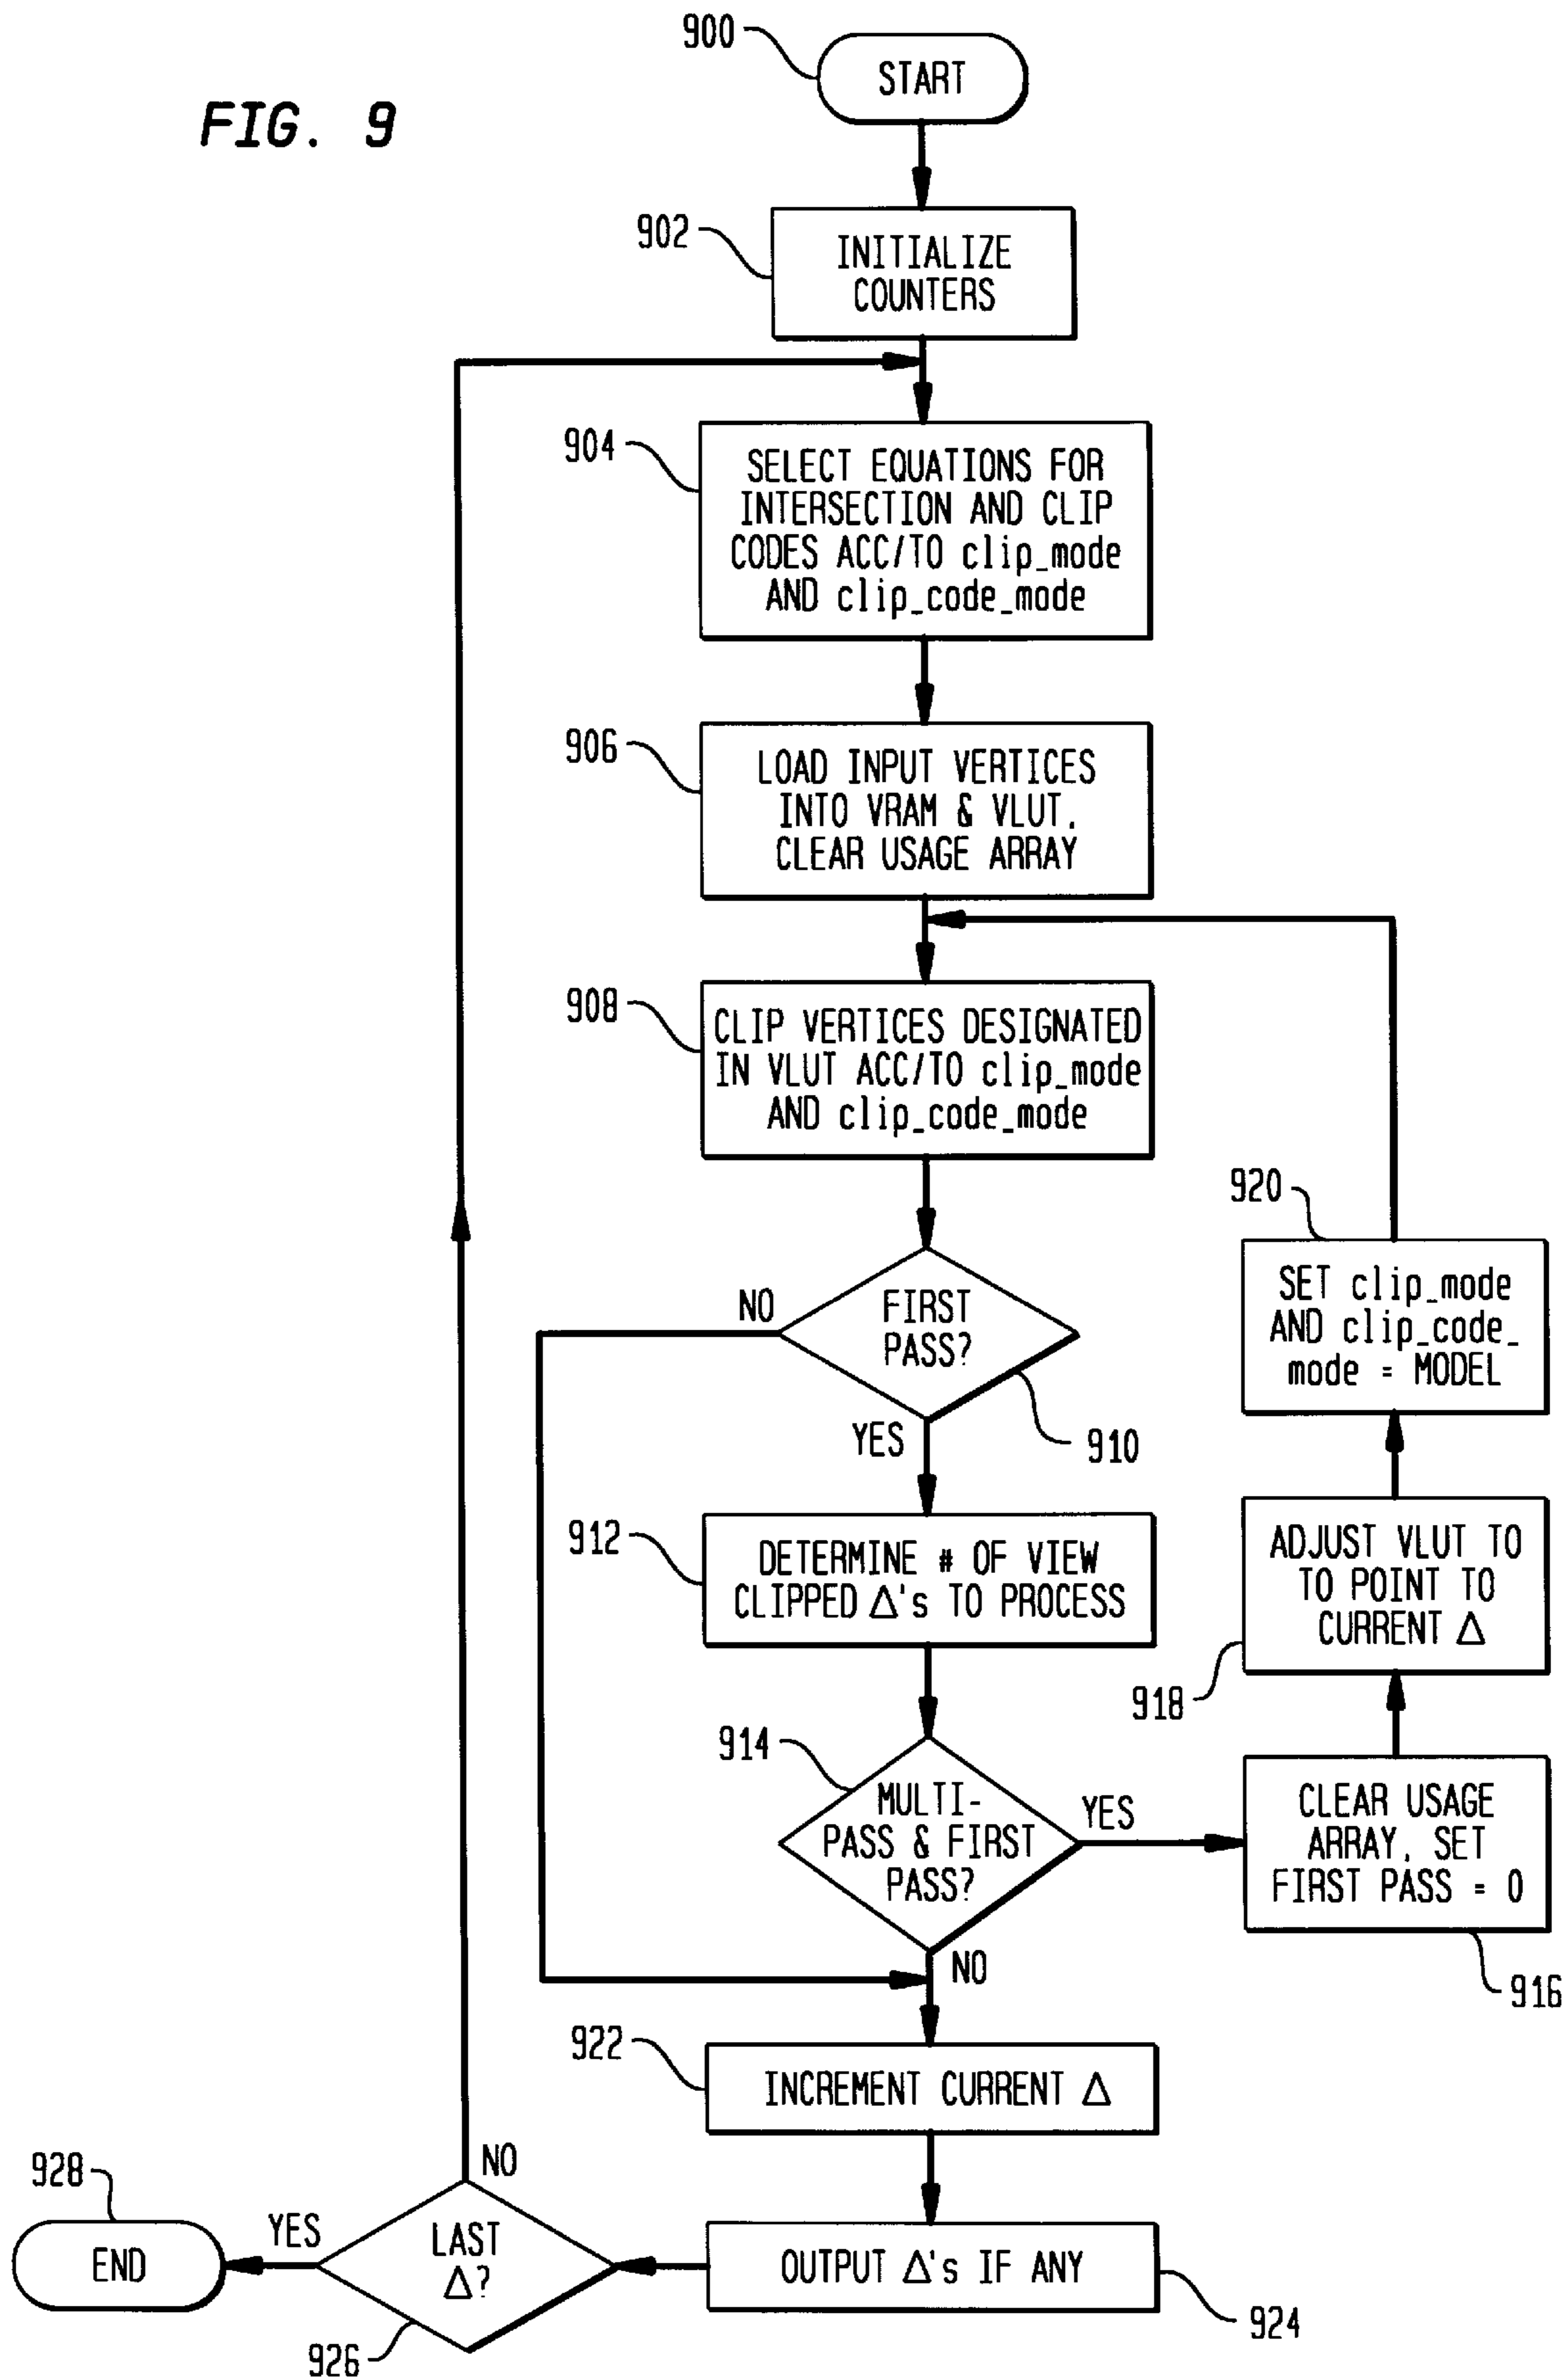 900
START
FIG. 9
902
INITIALIZE
COUNTERS
904
SELECT EQUATIONS FOR
INTERSECTION AND CLIP
CODES ACC/TO clip_mode
AND clip_code_mode
906
LOAD INPUT VERTICES
INTO VRAM & VLUT,
CLEAR USAGE ARRAY
908
CLIP VERTICES DESIGNATED
IN VLUT ACC/TO clip_mode
AND clip_code_mode
920
SET clip_mode
AND clip_code_
mode = MODEL
NO
FIRST
PASS?
YES
910
912
DETERMINE # OF VIEW
CLIPPED Δ's TO PROCESS
ADJUST VLUT TO
TO POINT TO
CURRENT Δ
918
914
MULTI-
PASS & FIRST
PASS?
YES
NO
CLEAR USAGE
ARRAY, SET
FIRST PASS = 0
916
922
INCREMENT CURRENT Δ
928
END
YES
NO
LAST
Δ?
926
OUTPUT Δ's IF ANY
924